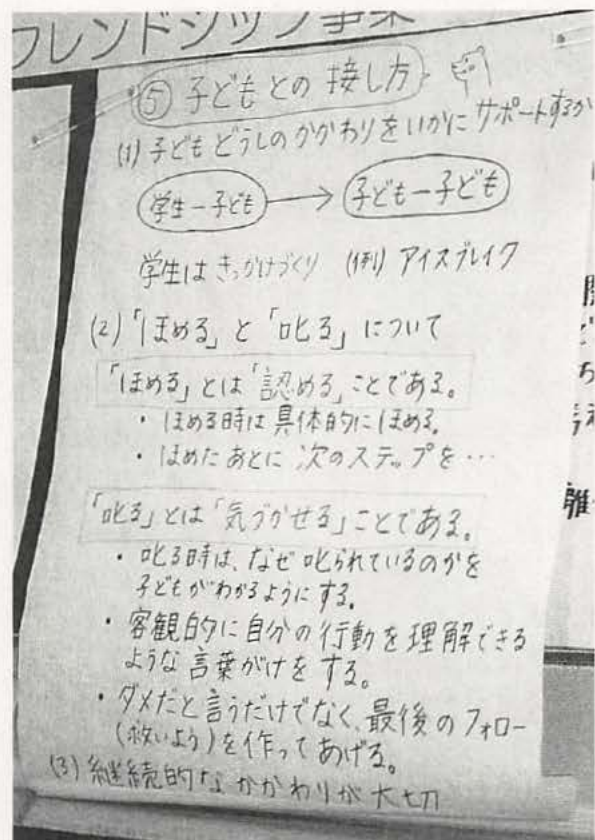 フレンドシップ事業
⑤ 子どもとの接し方
(1) 子どもどうしのかかわりをいかにサポートするか
学生－子ども → 子ども－子ども
学生はきっかけづくり (例) アイスブレイク
(2)「ほめる」と「叱る」について
「ほめる」とは「認める」ことである。
・ほめる時は具体的にほめる。
・ほめたあとに次のステップを…
「叱る」とは「気づかせる」ことである。
・叱る時は、なぜ叱られているのかを
子どもがわかるようにする。
・客観的に自分の行動を理解できる
ような言葉がけをする。
・ダメだと言うだけでなく、最後のフォロー
(救いよう)を作ってあげる。
(3) 継続的なかかわりが大切